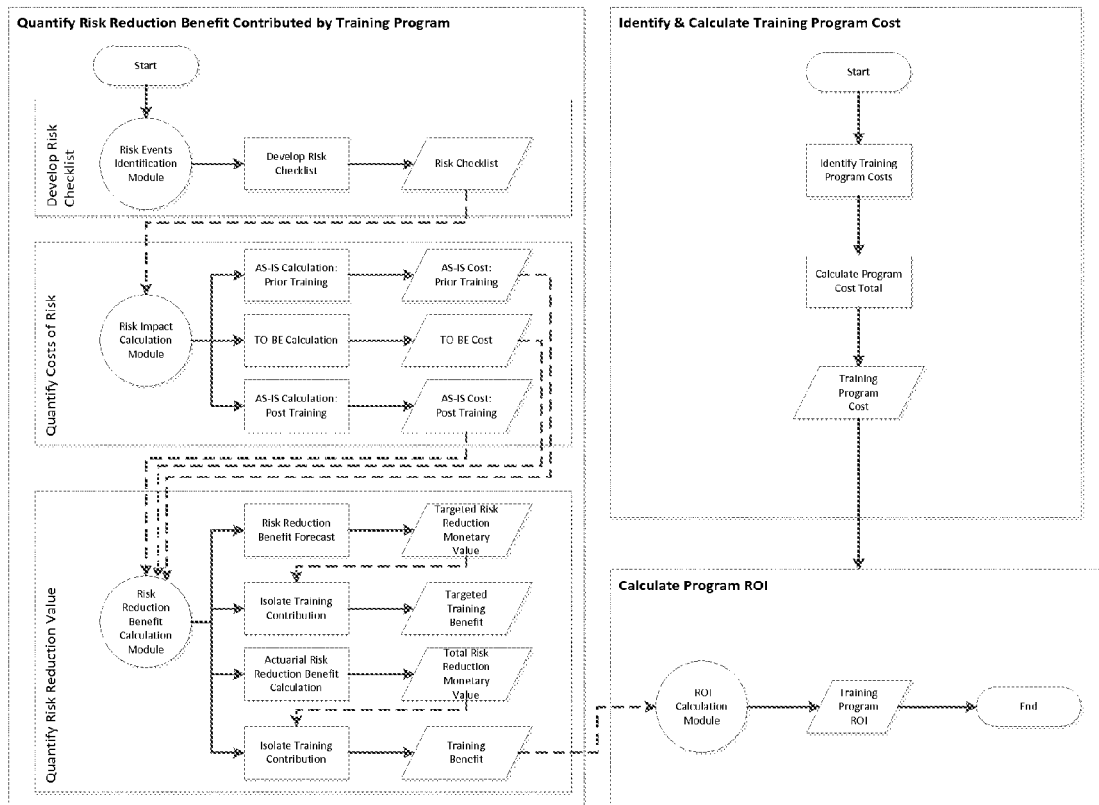 Quantify Risk Reduction Benefit Contributed by Training Program
Start
Develop Risk
Checklist
Risk Events
Identification
Module
Develop Risk
Checklist
Risk Checklist
Quantify Costs of Risk
Risk Impact
Calculation
Module
AS-IS Calculation:
Prior Training
AS-IS Cost:
Prior Training
TO BE Calculation
TO BE Cost
AS-IS Calculation:
Post Training
AS-IS Cost:
Post Training
Quantify Risk Reduction Value
Risk
Reduction
Benefit
Calculation
Module
Risk Reduction
Benefit Forecast
Targeted Risk
Reduction
Monetary
Value
Isolate Training
Contribution
Targeted
Training
Benefit
Actuarial Risk
Reduction Benefit
Calculation
Total Risk
Reduction
Monetary
Value
Isolate Training
Contribution
Training
Benefit
Identify & Calculate Training Program Cost
Start
Identify Training
Program Costs
Calculate Program
Cost Total
Training
Program
Cost
Calculate Program ROI
ROI
Calculation
Module
Training
Program
ROI
End